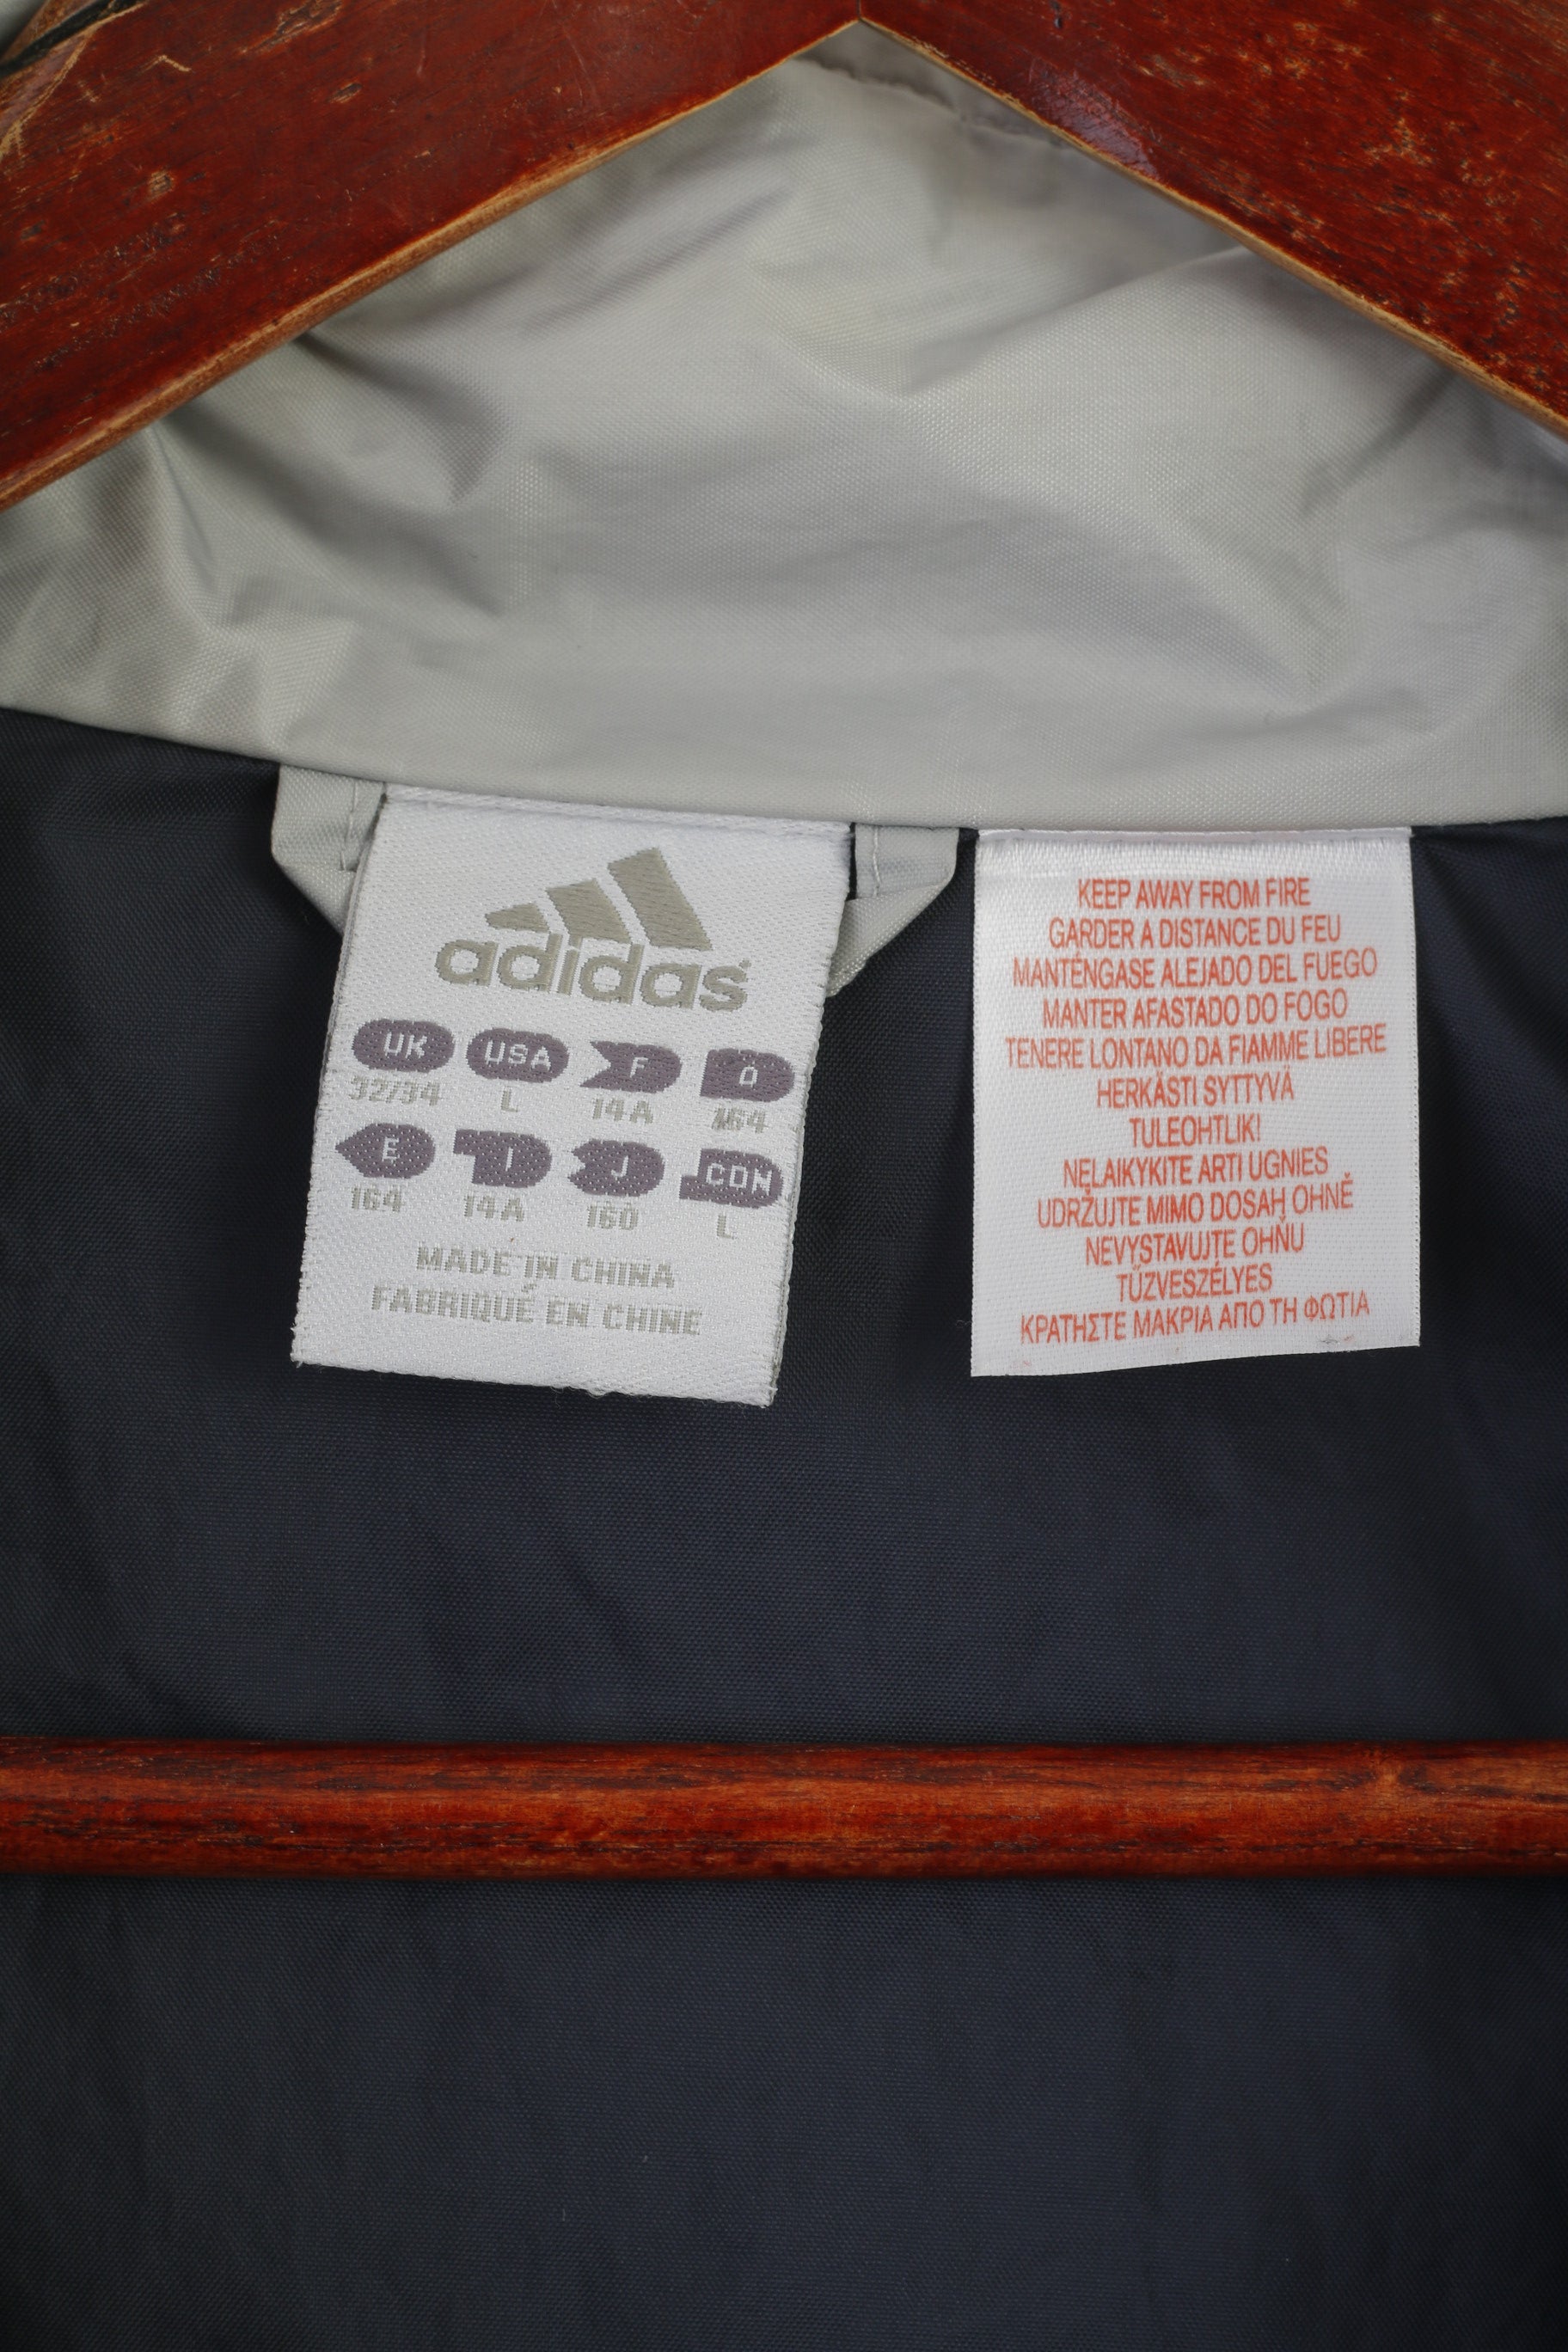 adidas
UK USA F D
32/34 L 14A 164
E I J CDN
164 14A 160 L
MADE IN CHINA
FABRIQUÉ EN CHINE
KEEP AWAY FROM FIRE
GARDER A DISTANCE DU FEU
MANTÉNGASE ALEJADO DEL FUEGO
MANTER AFASTADO DO FOGO
TENERE LONTANO DA FIAMME LIBERE
HERKÄSTI SYTTYVÄ
TULEOHTLIK!
NELAIKYKITE ARTI UGNIES
UDRŽUJTE MIMO DOSAH OHNĚ
NEVYSTAVUJTE OHŇU
TŰZVESZÉLYES
ΚΡΑΤΗΣΤΕ ΜΑΚΡΙΑ ΑΠΟ ΤΗ ΦΩΤΙΑ